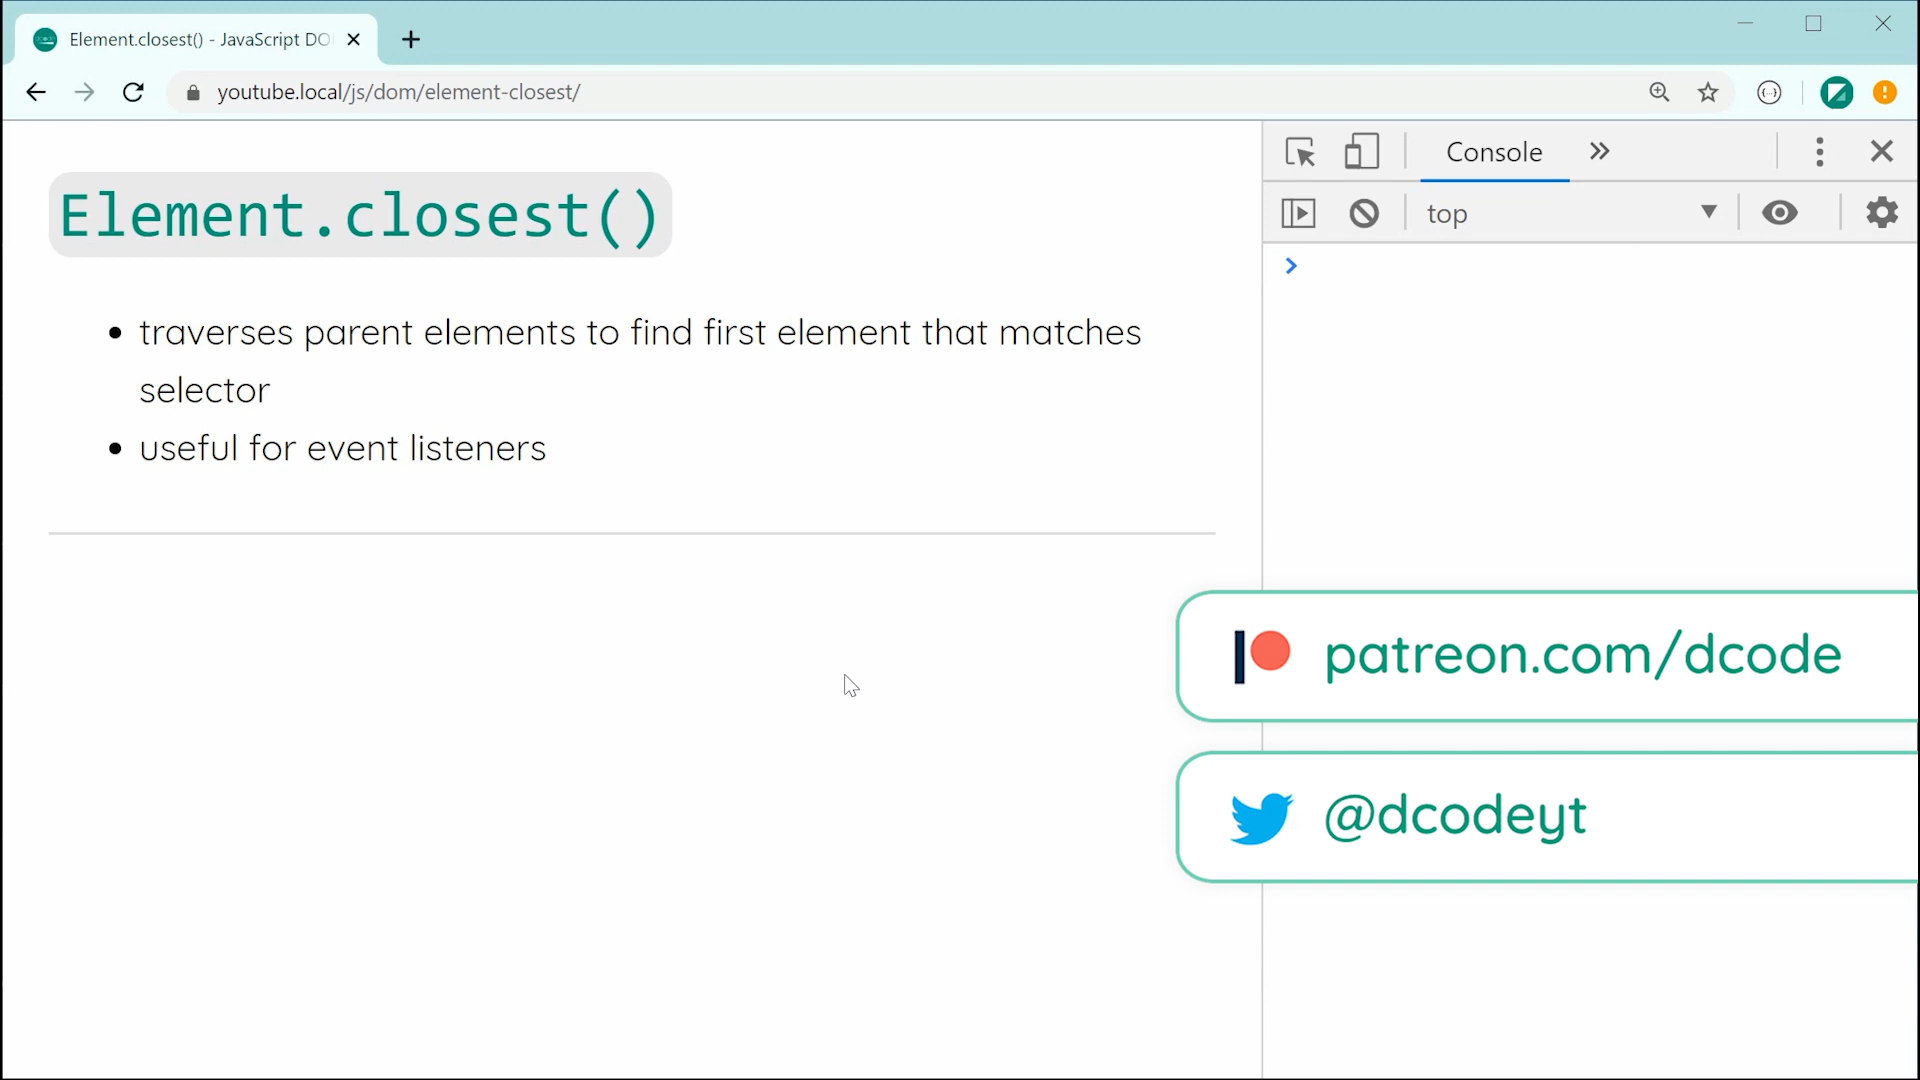 Element.closest() - JavaScript DO
youtube.local/js/dom/element-closest/
Element.closest()
traverses parent elements to find first element that matches
selector
useful for event listeners
Console
top
patreon.com/dcode
@dcodeyt